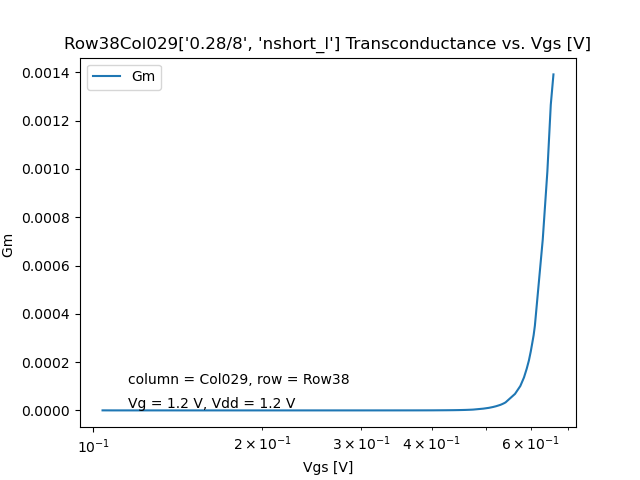 Row38Col029['0.28/8', 'nshort_l'] Transconductance vs. Vgs [V]
Gm
0.0014
0.0012
0.0010
0.0008
0.0006
0.0004
0.0002
0.0000
Gm
column = Col029, row = Row38
Vg = 1.2 V, Vdd = 1.2 V
10⁻¹
2 × 10⁻¹
3 × 10⁻¹
4 × 10⁻¹
6 × 10⁻¹
Vgs [V]